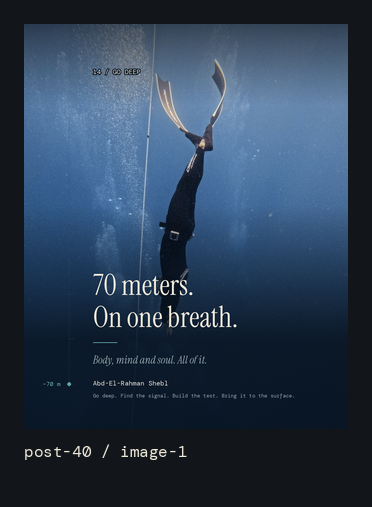 14 / GO DEEP
70 meters.
On one breath.
Body, mind and soul. All of it.
-70 m
Abd-El-Rahman Shebl
Go deep. Find the signal. Build the test. Bring it to the surface.
post-40 / image-1